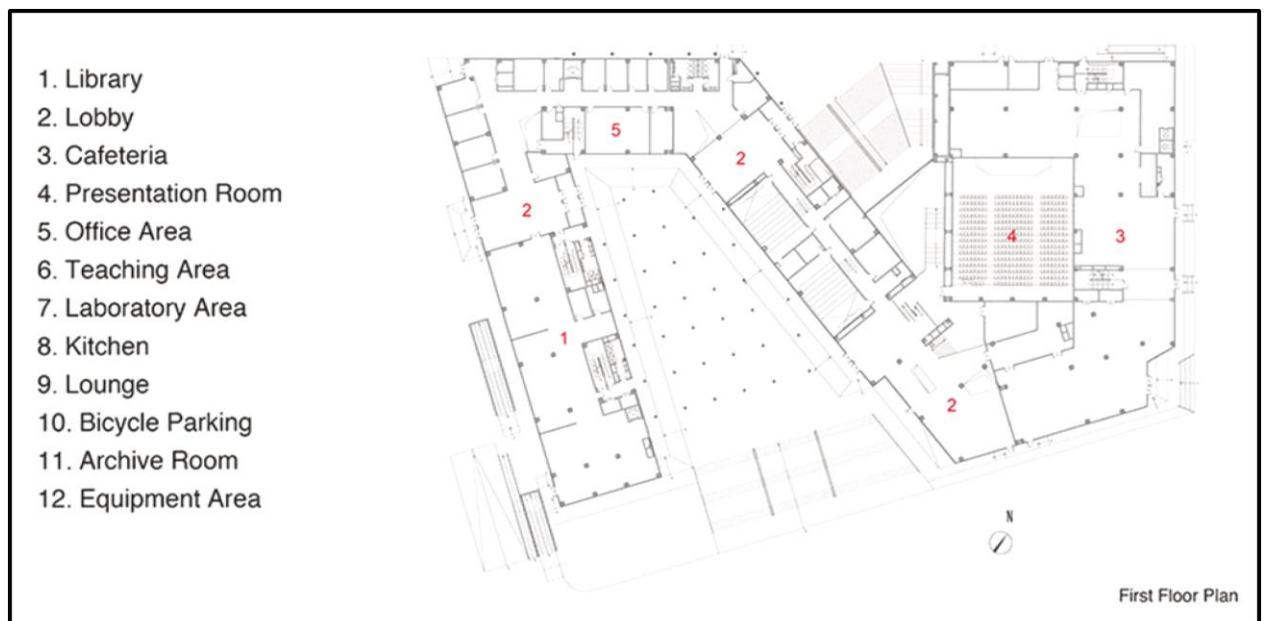 1. Library
2. Lobby
3. Cafeteria
4. Presentation Room
5. Office Area
6. Teaching Area
7. Laboratory Area
8. Kitchen
9. Lounge
10. Bicycle Parking
11. Archive Room
12. Equipment Area
5
2
2
4
3
1
2
N
First Floor Plan